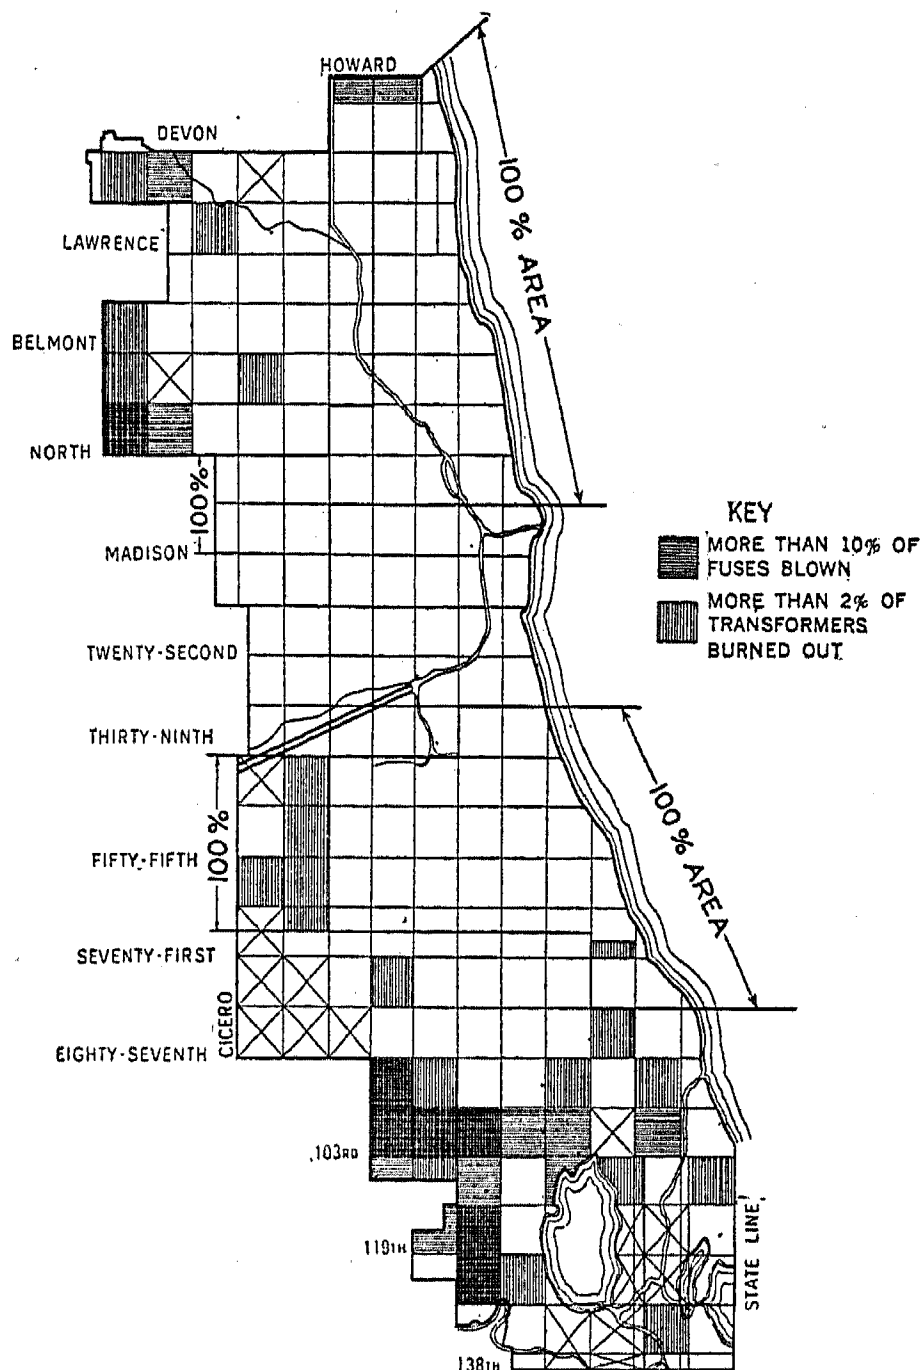 HOWARD
DEVON
100% AREA
LAWRENCE
BELMONT
NORTH
100%
KEY
MADISON
MORE THAN 10% OF
FUSES BLOWN
MORE THAN 2% OF
TRANSFORMERS
BURNED OUT.
TWENTY-SECOND
THIRTY-NINTH
100% AREA
100%
FIFTY-FIFTH
SEVENTY-FIRST
CICERO
EIGHTY-SEVENTH
103RD
119TH
STATE LINE
138TH